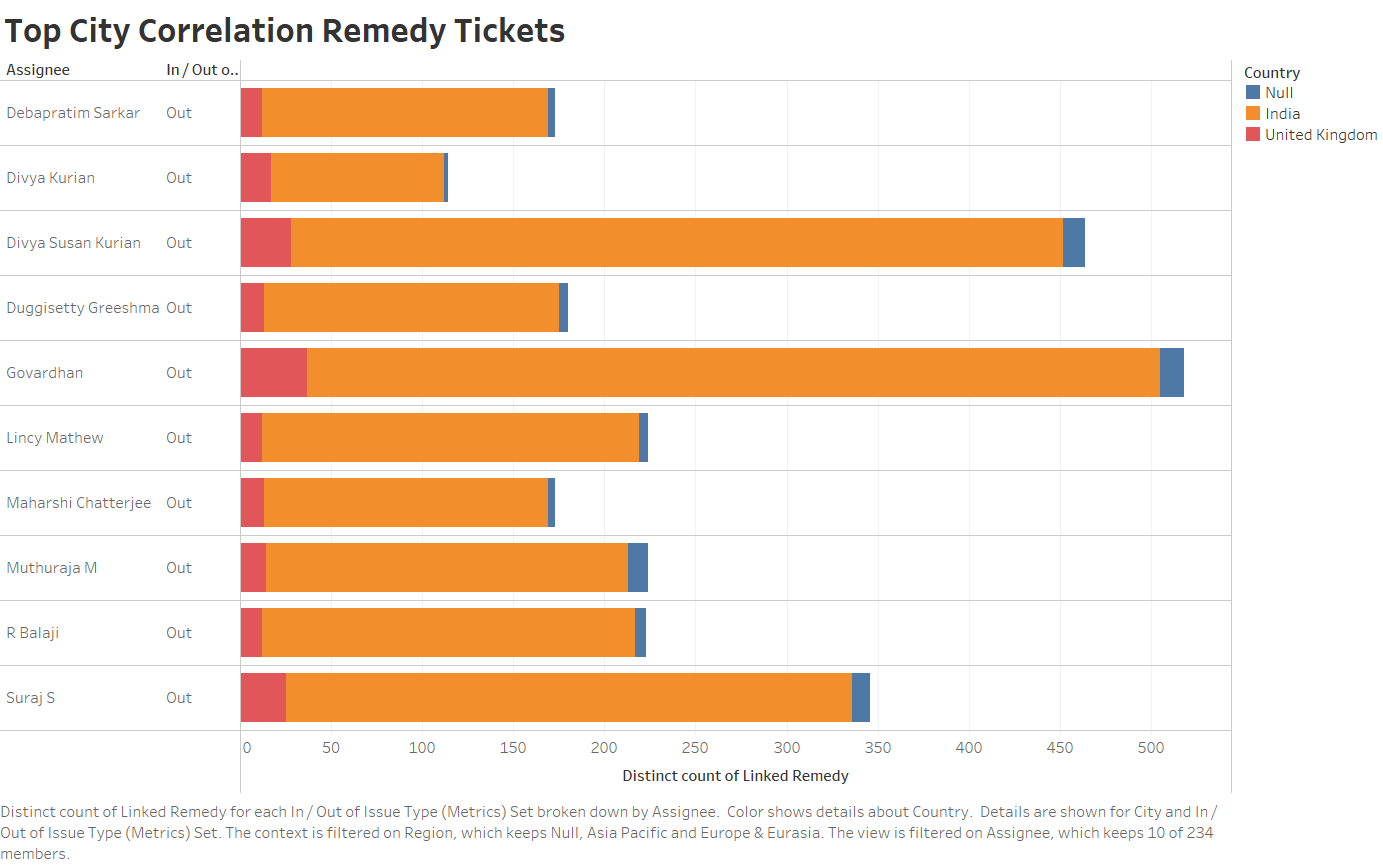 Top City Correlation Remedy Tickets
Assignee In / Out o..
Country
Null
India
United Kingdom
Debapratim Sarkar Out
Divya Kurian Out
Divya Susan Kurian Out
Duggisetty Greeshma Out
Govardhan Out
Lincy Mathew Out
Maharshi Chatterjee Out
Muthuraja M Out
R Balaji Out
Suraj S Out
0 50 100 150 200 250 300 350 400 450 500
Distinct count of Linked Remedy
Distinct count of Linked Remedy for each In / Out of Issue Type (Metrics) Set broken down by Assignee.  Color shows details about Country.  Details are shown for City and In /
Out of Issue Type (Metrics) Set. The context is filtered on Region, which keeps Null, Asia Pacific and Europe & Eurasia. The view is filtered on Assignee, which keeps 10 of 234
members.